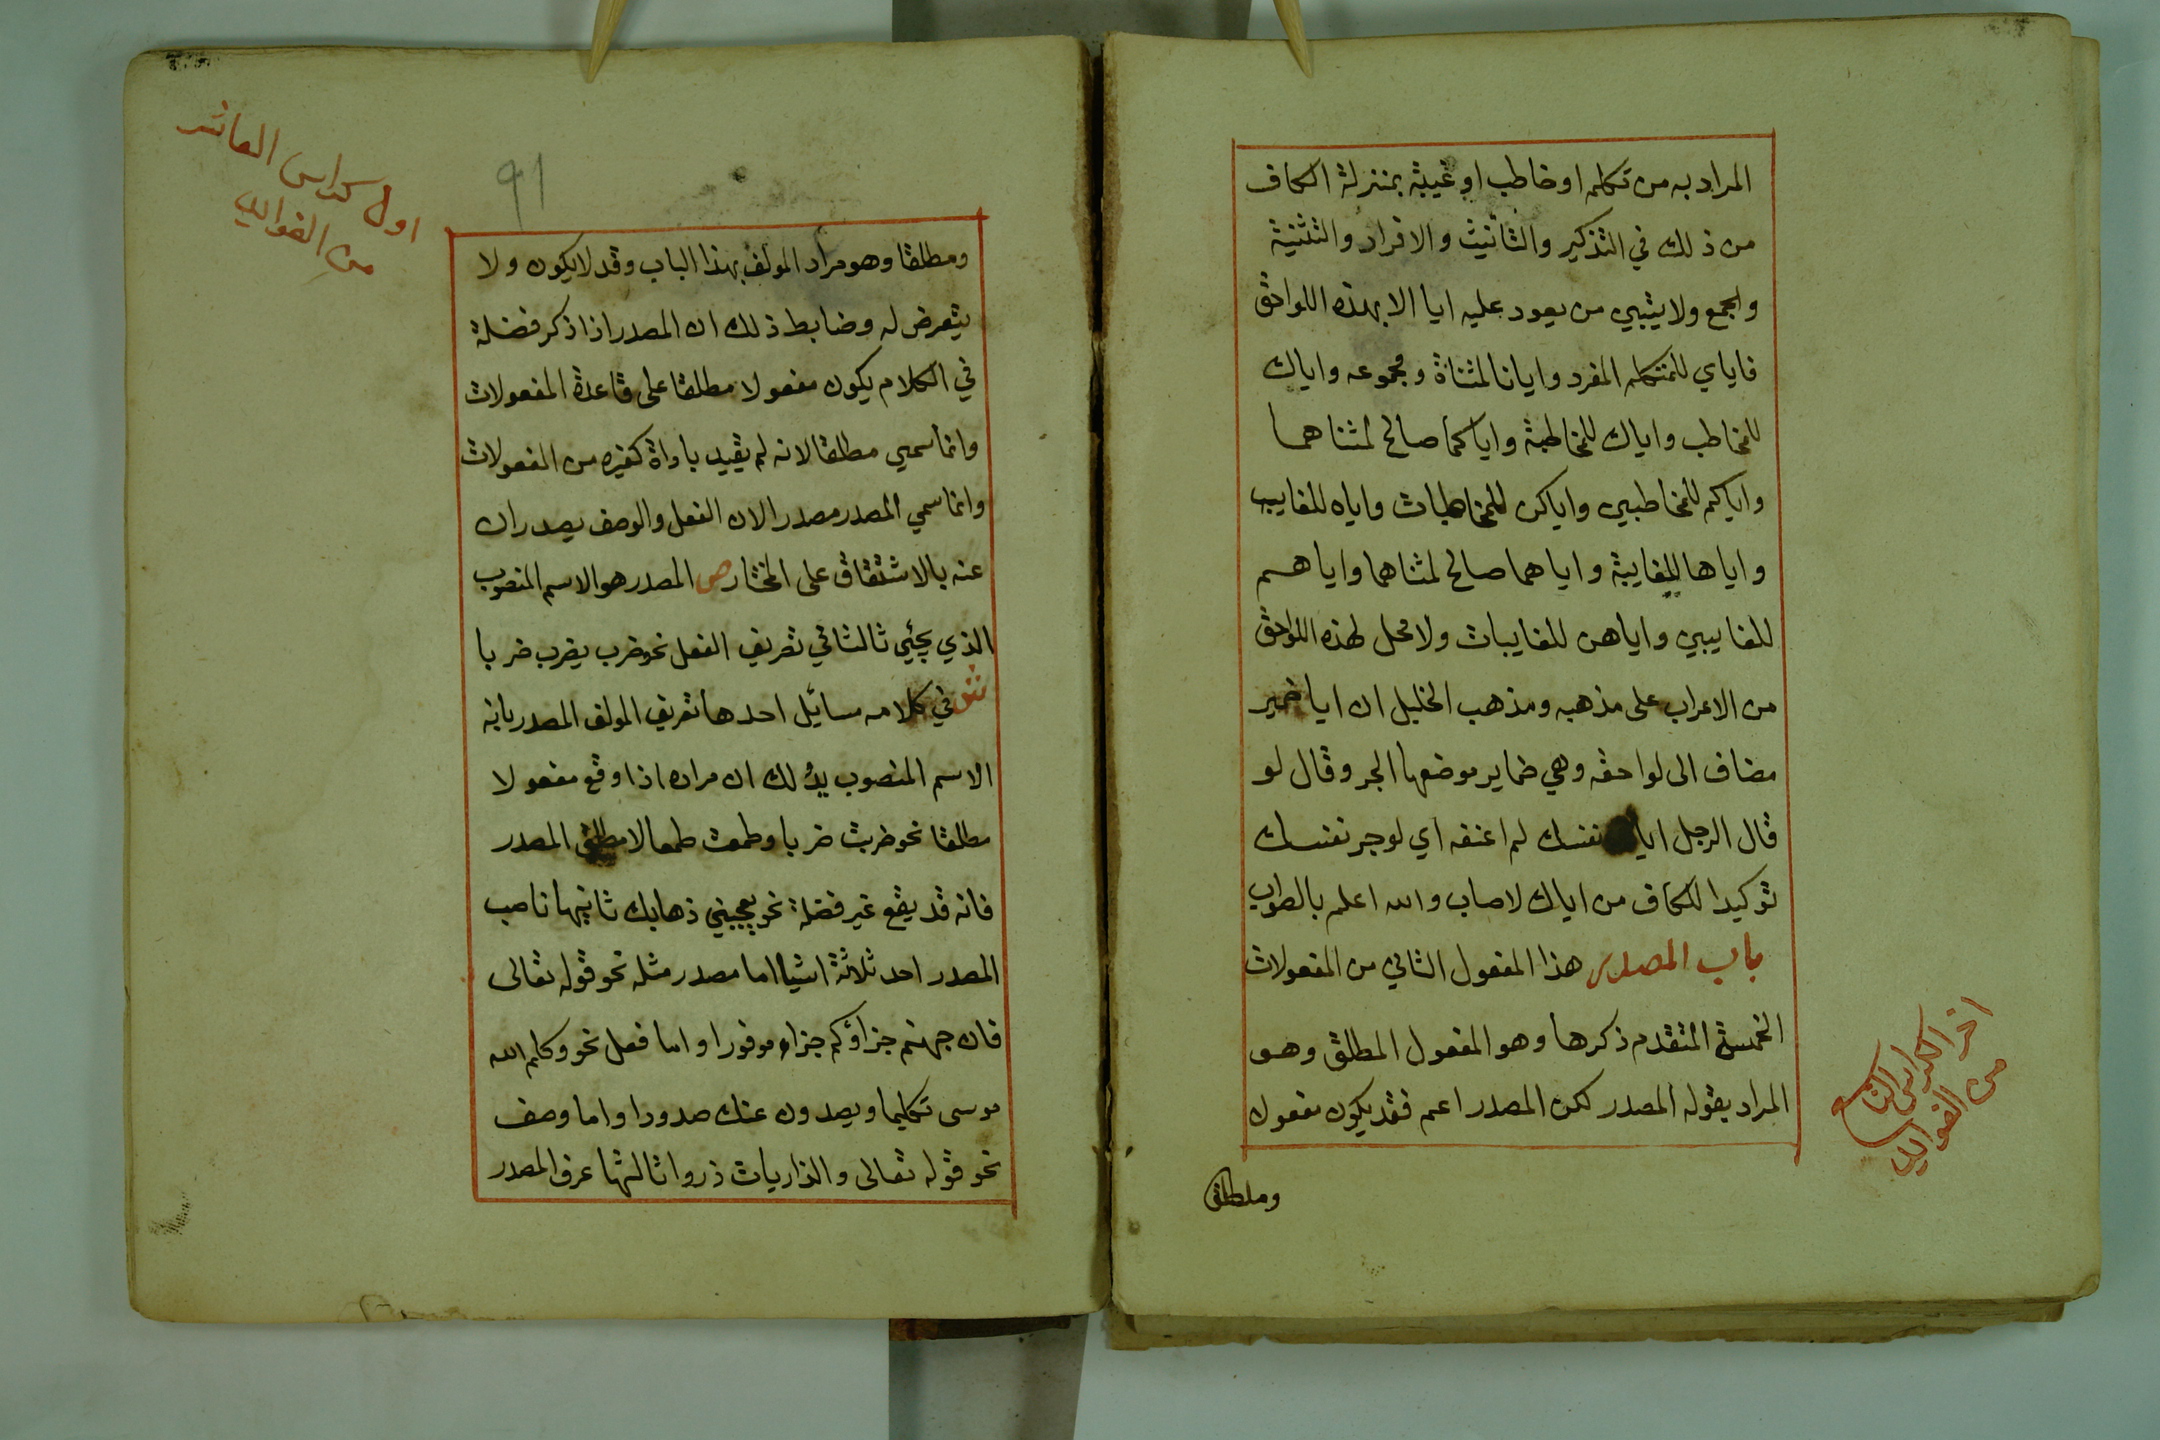 المراد به من تكلم او خاطب او غيبة بمنزلة الكاف
من ذلك في التذكير والتانيث والافراد والتثنية
والجمع ولا يتبين من يعود عليه ايا الا بهذه اللواحق
فاياي للمتكلم المفرد وايانا لمثناة ومجموعه واياك
للمخاطب واياك للمخاطبة واياكما صالح لمثناهما
واياكم للمخاطبين واياكن للمخاطبات واياه للغايب
واياها للغايبة واياهما صالح لمثناهما واياهم
للغايبين واياهن للغايبات ولا محل لهذه اللواحق
من الاعراب على مذهبه ومذهب الخليل ان ايا ضمير
مضاف الى لواحقه وهي ضماير موضعها الجر وقال لو
قال الرجل اياك نفسك لم اعنفه اي لو جر نفسك
توكيدا للكاف من اياك لاصاب والله اعلم بالصواب
باب المصدر هذا المفعول الثاني من المفعولات
الخمسة المتقدم ذكرها وهو المفعول المطلق وهو
المراد بقوله المصدر لكن المصدر اعم فقد يكون مفعولا
ومطلقا
اخر الكراس التاسع
من الفوايد
اول كراس العاشر
من الفوايد
91
ومطلقا وهو مراد المولف بهذا الباب وقد لا يكون ولا
يتعرض له وضابط ذلك ان المصدر اذا ذكر فضلة
في الكلام يكون مفعولا مطلقا على قاعدة المفعولات
وانما سمي مطلقا لانه لم يقيد باداة كغيره من المفعولات
وانما سمي المصدر مصدرا لان الفعل والوصف يصدران
عنه بالاشتقاق على المختار ص المصدر هو الاسم المنصوب
الذي يجئي ثالثا في تصريف الفعل نحو ضرب يضرب ضربا
ش في كلامه مسائل احدها تعريف المولف المصدر بانه
الاسم المنصوب يدلك ان مراده اذا وقع مفعولا
مطلقا نحو ضربت ضربا وطمعت طمعا لا مطلق المصدر
فانه قد يقع غير فضلة نحو يعجبني ذهابك ثانيها ناصب
المصدر احد ثلاثة اشيا اما مصدر مثله نحو قوله تعالى
فان جهنم جزاؤكم جزاء موفورا واما فعل نحو وكلم الله
موسى تكليما ويصدون عنك صدودا واما وصف
نحو قوله تعالى والذاريات ذروا ثالثها عرف المصدر